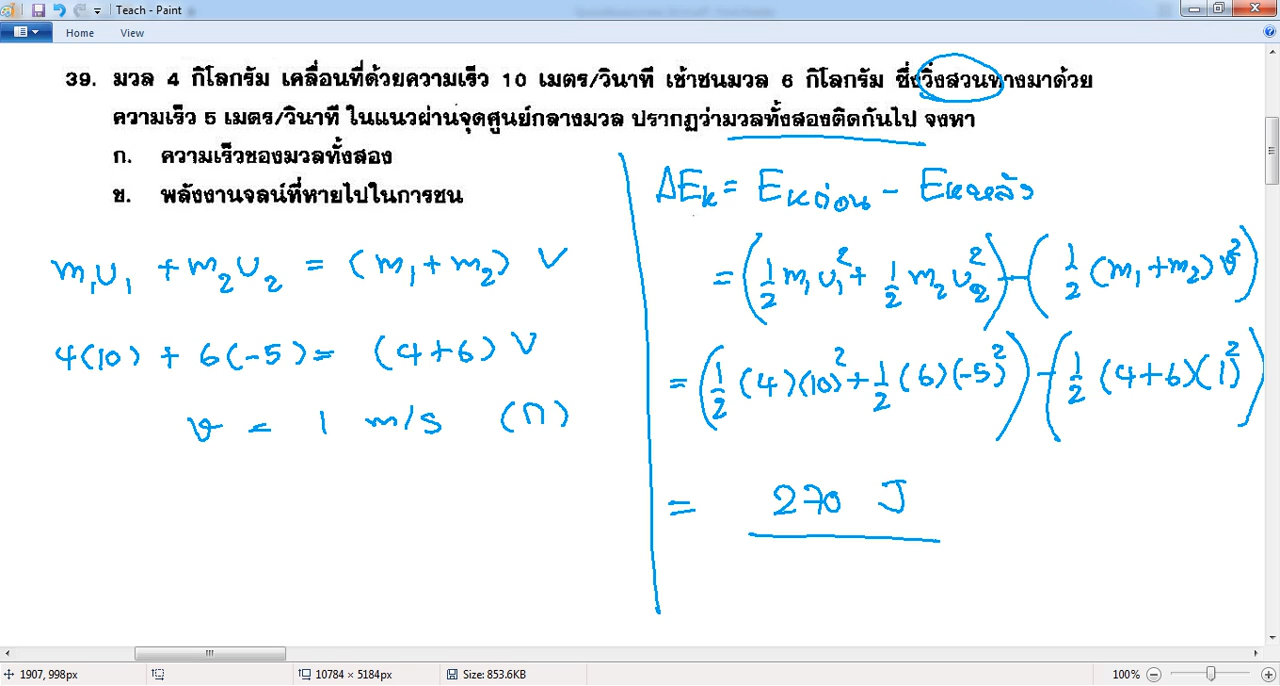 Teach - Paint
Home View
39. มวล 4 กิโลกรัม เคลื่อนที่ด้วยความเร็ว 10 เมตร/วินาที เข้าชนมวล 6 กิโลกรัม ซึ่งวิ่งสวนทางมาด้วย
ความเร็ว 5 เมตร/วินาที ในแนวผ่านจุดศูนย์กลางมวล ปรากฏว่ามวลทั้งสองติดกันไป จงหา
ก. ความเร็วของมวลทั้งสอง
ข. พลังงานจลน์ที่หายไปในการชน
m₁u₁ + m₂u₂ = (m₁+m₂) V
4(10) + 6(-5) = (4+6) V
v = 1 m/s (ก)
ΔEk = Ekก่อน - Ekหลัง
= (1/2 m₁u₁² + 1/2 m₂u₂²) - (1/2 (m₁+m₂) v²)
= (1/2 (4)(10)² + 1/2 (6)(-5)²) - (1/2 (4+6)(1)²)
= 270 J
1907, 998px
10784 × 5184px
Size: 853.6KB
100%